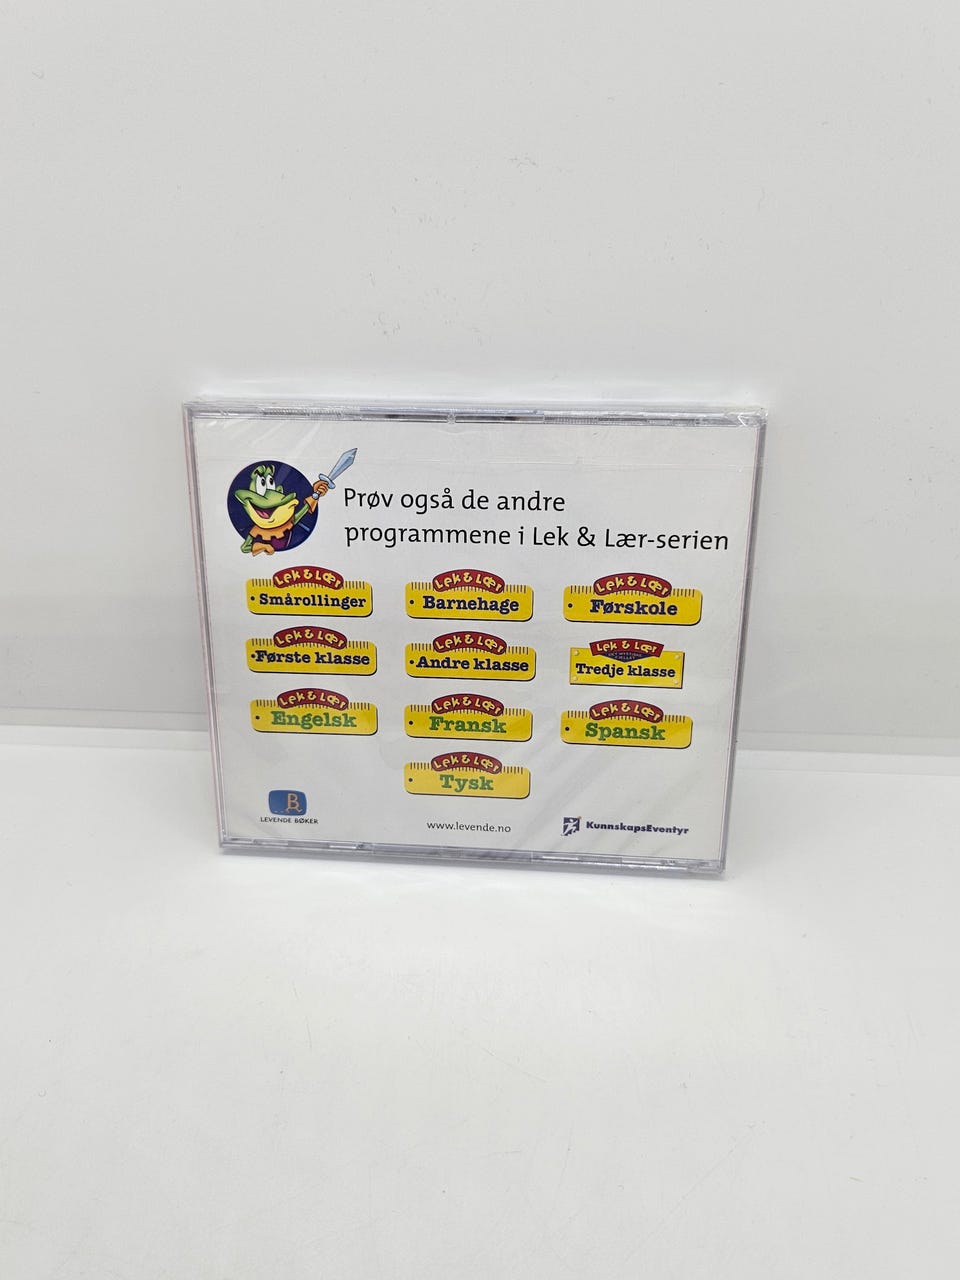 Prøv også de andre
programmene i Lek & Lær-serien
Lek & Lær
Smårollinger
Lek & Lær
Barnehage
Lek & Lær
Førskole
Lek & Lær
Første klasse
Lek & Lær
Andre klasse
Lek & Lær
Tredje klasse
Lek & Lær
Engelsk
Lek & Lær
Fransk
Lek & Lær
Spansk
Lek & Lær
Tysk
B
LEVENDE BØKER
www.levende.no
KunnskapsEventyr